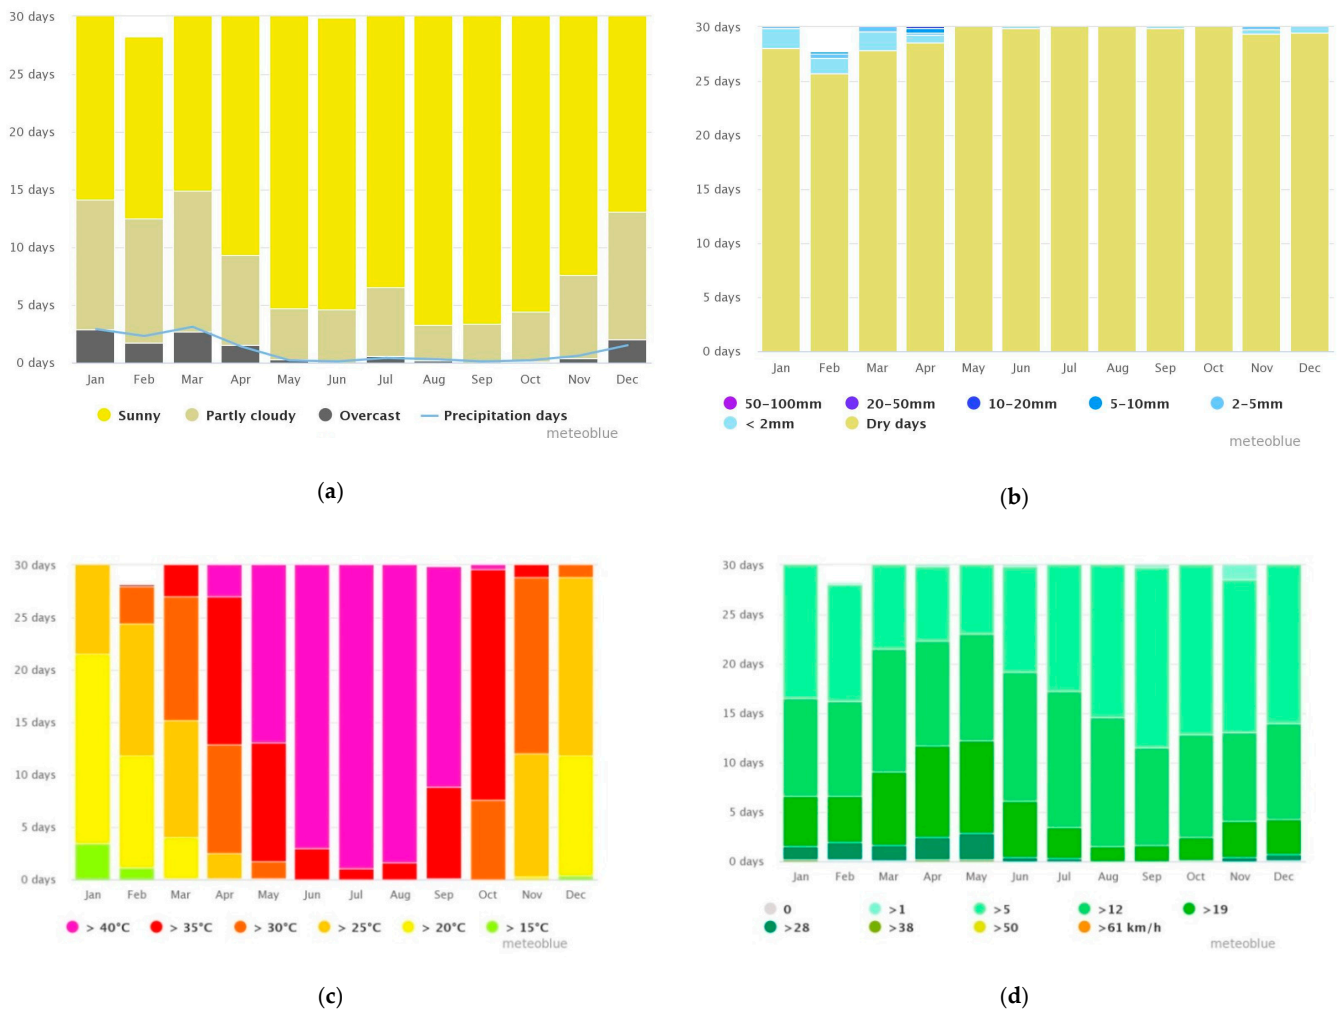 30 days
25 days
20 days
15 days
10 days
5 days
0 days
Jan Feb Mar Apr May Jun Jul Aug Sep Oct Nov Dec
Sunny Partly cloudy Overcast Precipitation days
meteoblue
(a)
30 days
25 days
20 days
15 days
10 days
5 days
0 days
Jan Feb Mar Apr May Jun Jul Aug Sep Oct Nov Dec
50–100mm 20–50mm 10–20mm 5–10mm 2–5mm
< 2mm Dry days
meteoblue
(b)
30 days
25 days
20 days
15 days
10 days
5 days
0 days
Jan Feb Mar Apr May Jun Jul Aug Sep Oct Nov Dec
> 40°C > 35°C > 30°C > 25°C > 20°C > 15°C
meteoblue
(c)
30 days
25 days
20 days
15 days
10 days
5 days
0 days
Jan Feb Mar Apr May Jun Jul Aug Sep Oct Nov Dec
0 >1 >5 >12 >19
>28 >38 >50 >61 km/h
meteoblue
(d)